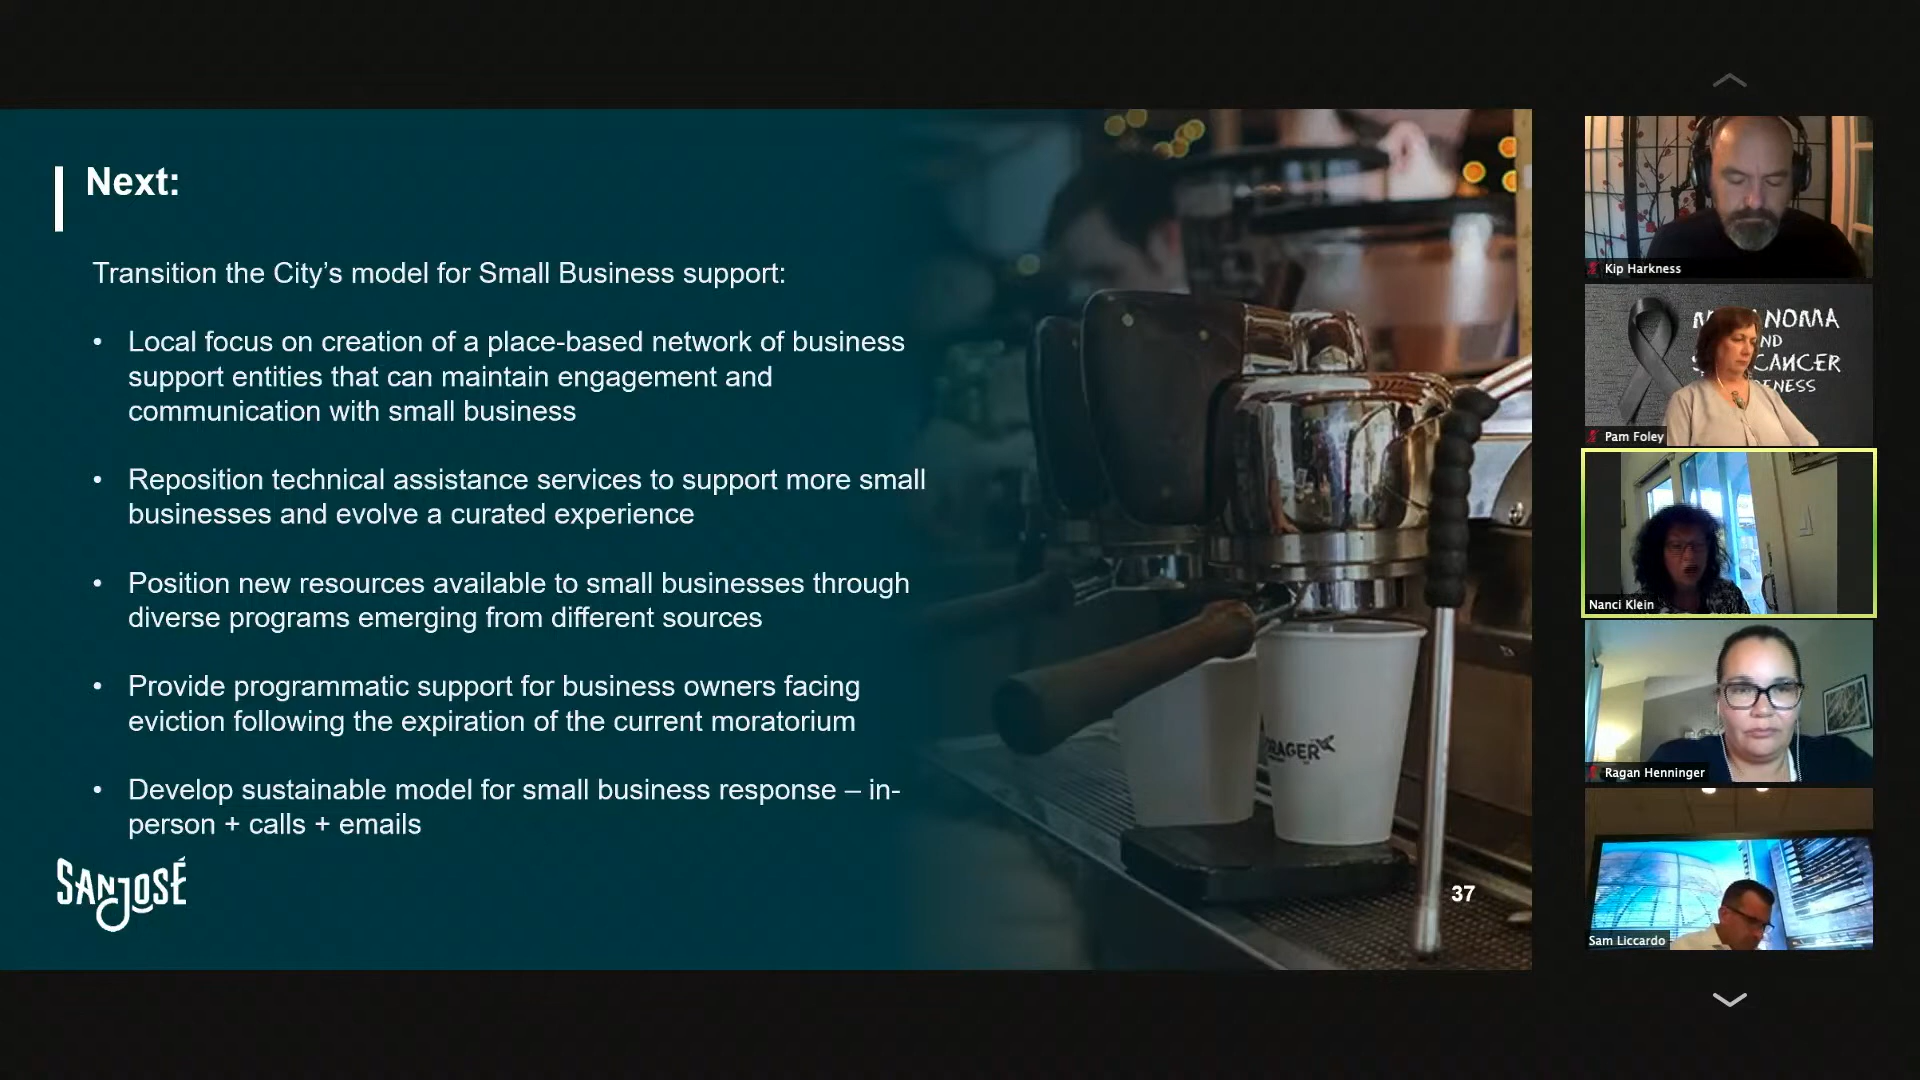 Next:
Transition the City’s model for Small Business support:
• Local focus on creation of a place-based network of business
support entities that can maintain engagement and
communication with small business
• Reposition technical assistance services to support more small
businesses and evolve a curated experience
• Position new resources available to small businesses through
diverse programs emerging from different sources
• Provide programmatic support for business owners facing
eviction following the expiration of the current moratorium
• Develop sustainable model for small business response – in-
person + calls + emails
SAN JOSÉ
37
Kip Harkness
AND
CANCER
Pam Foley
Nanci Klein
Ragan Henninger
Sam Liccardo